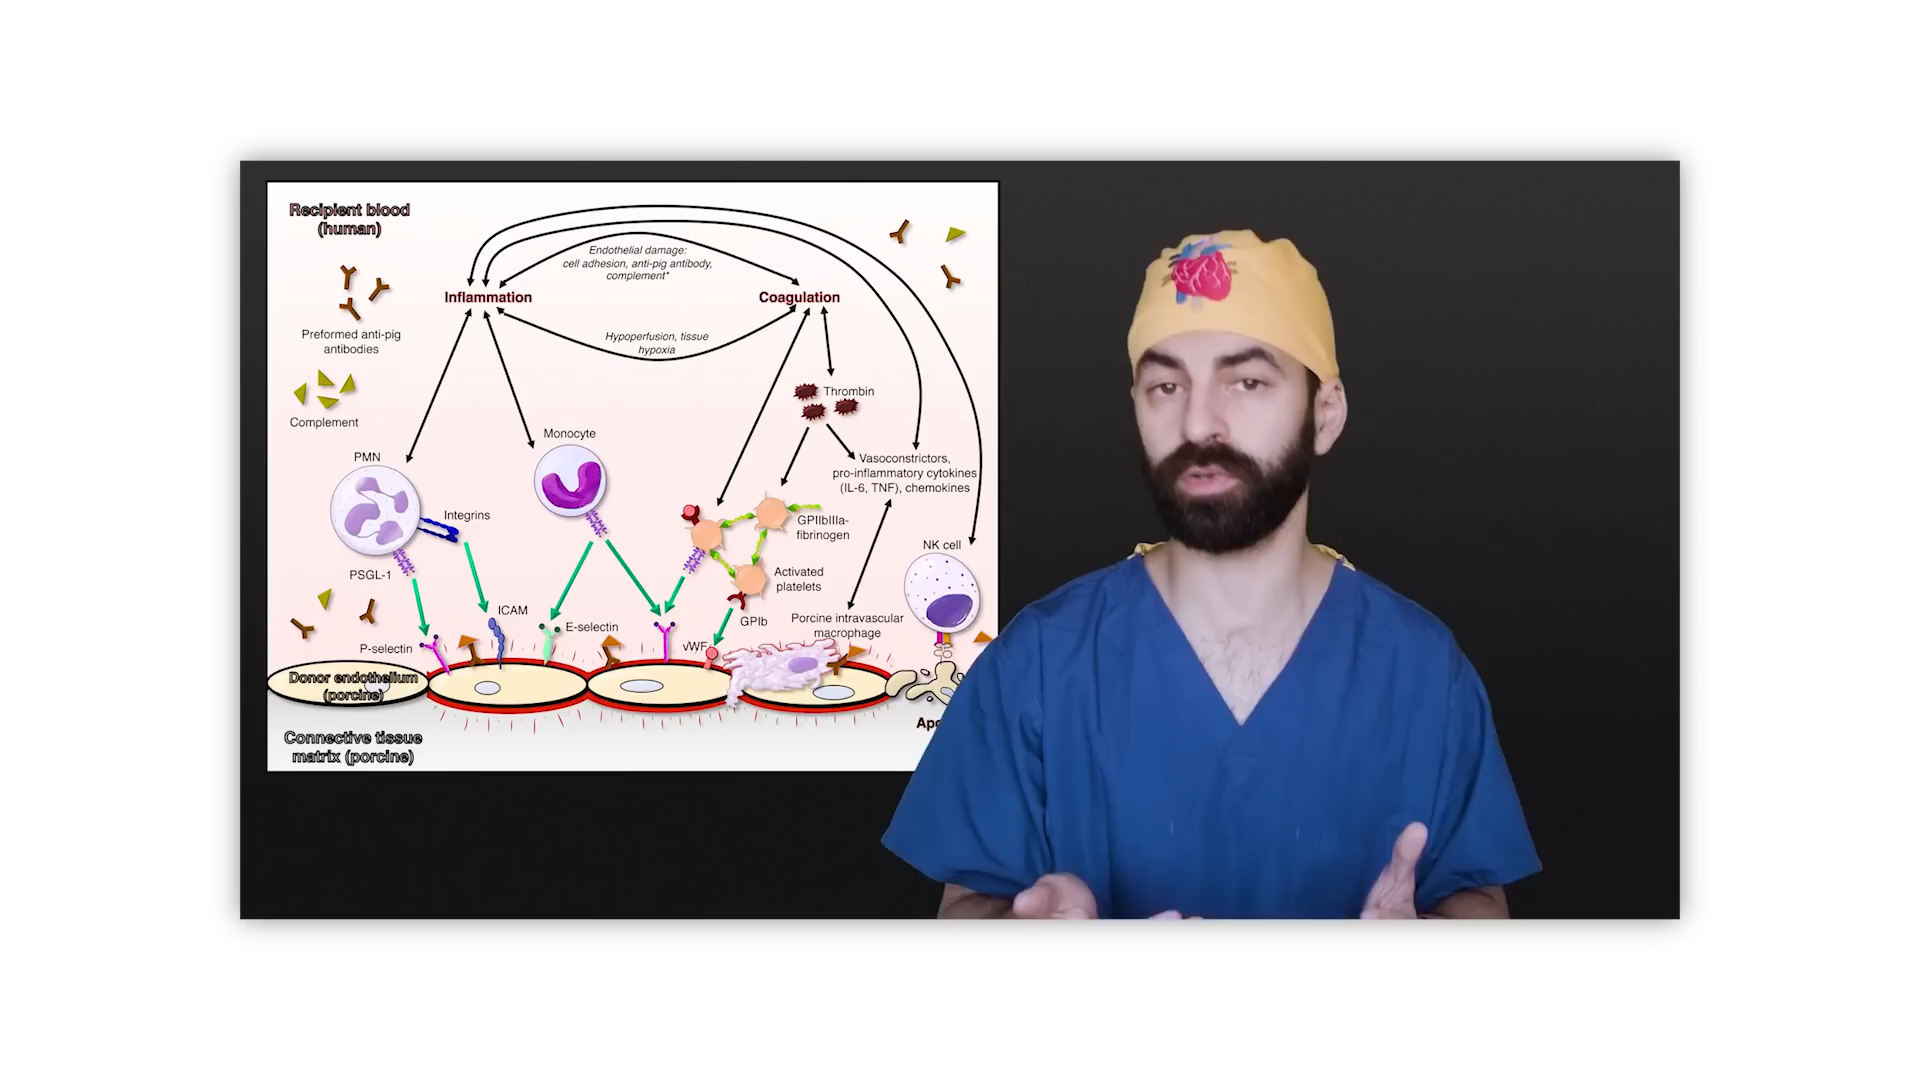 Recipient blood
(human)
Endothelial damage:
cell adhesion, anti-pig antibody,
complement*
Inflammation
Coagulation
Preformed anti-pig
antibodies
Hypoperfusion, tissue
hypoxia
Thrombin
Complement
Monocyte
PMN
Vasoconstrictors,
pro-inflammatory cytokines
(IL-6, TNF), chemokines
Integrins
GPIIbIIIa-
fibrinogen
NK cell
PSGL-1
Activated
platelets
ICAM
E-selectin
GPIb
Porcine intravascular
macrophage
P-selectin
vWF
Donor endothelium
(porcine)
Connective tissue
matrix (porcine)